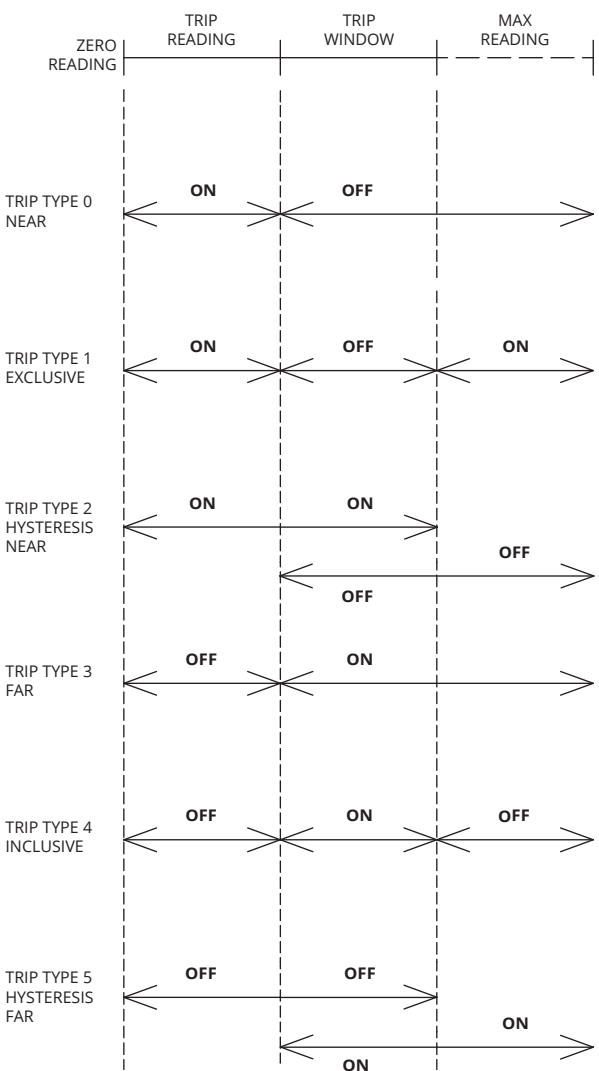 ZERO
READING
TRIP
READING
TRIP
WINDOW
MAX
READING
TRIP TYPE 0
NEAR
ON
OFF
TRIP TYPE 1
EXCLUSIVE
ON
OFF
ON
TRIP TYPE 2
HYSTERESIS
NEAR
ON
ON
OFF
OFF
TRIP TYPE 3
FAR
OFF
ON
TRIP TYPE 4
INCLUSIVE
OFF
ON
OFF
TRIP TYPE 5
HYSTERESIS
FAR
OFF
OFF
ON
ON